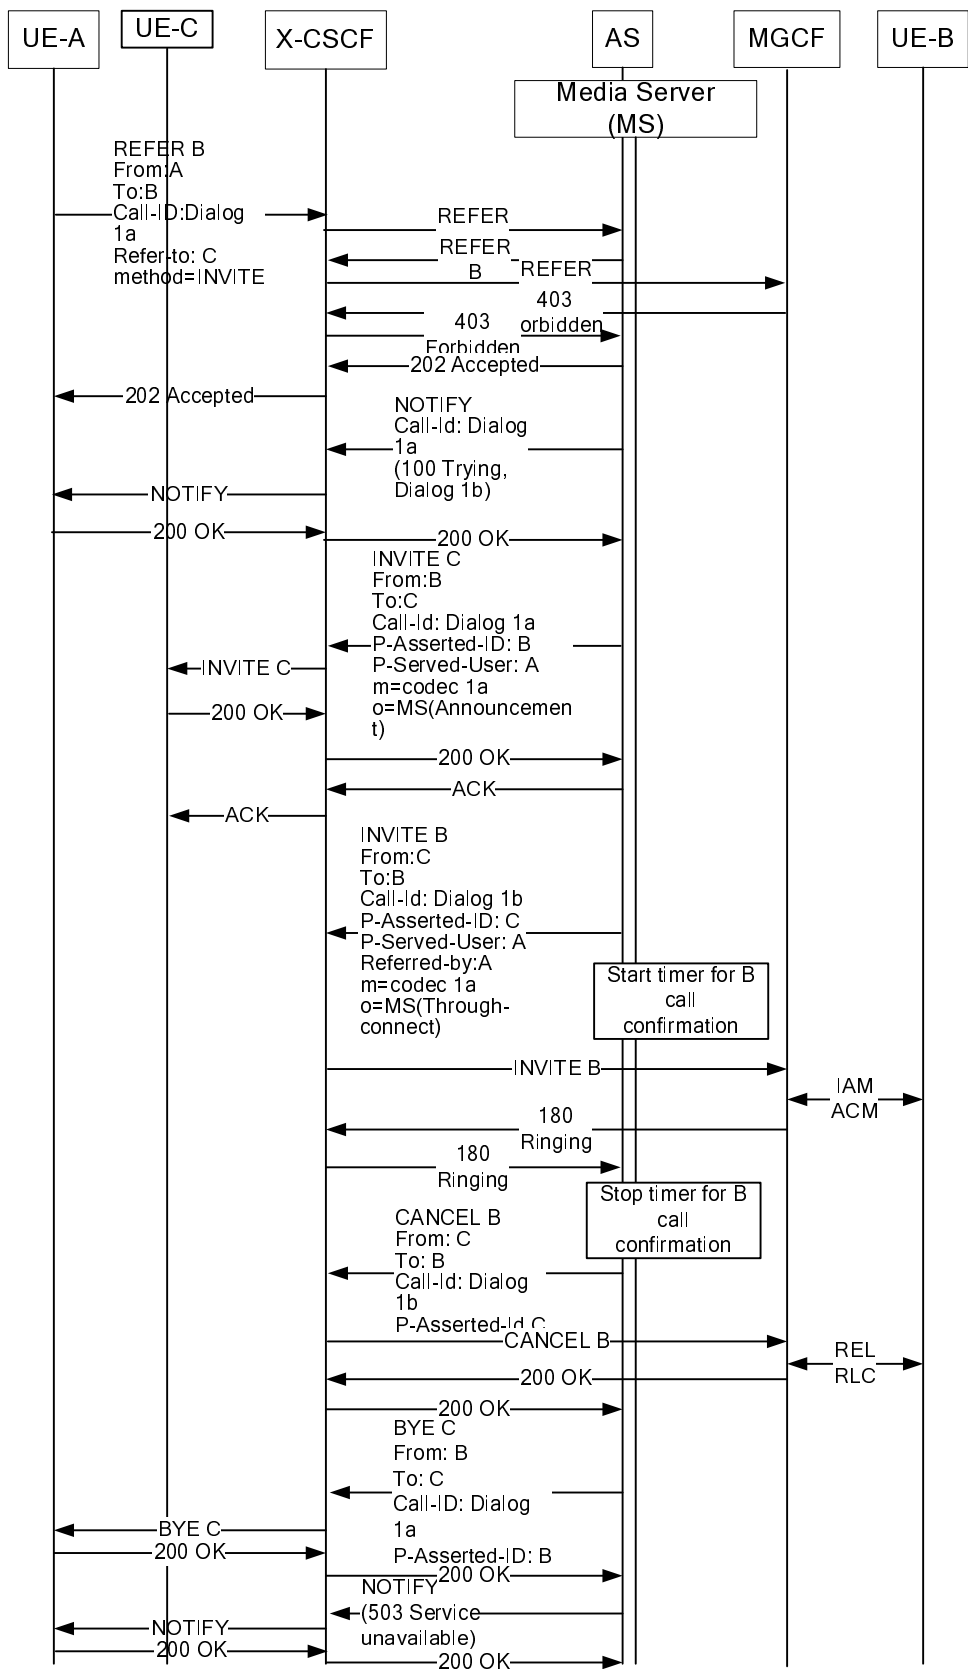 UE-A
UE-C
X-CSCF
AS
MGCF
UE-B
Media Server
(MS)
REFER B
From:A
To:B
Call-ID:Dialog
1a
Refer-to: C
method=INVITE
REFER
REFER
B
REFER
403
orbidden
403
Forbidden
202 Accepted
202 Accepted
NOTIFY
Call-Id: Dialog
1a
(100 Trying,
Dialog 1b)
NOTIFY
200 OK
200 OK
INVITE C
From:B
To:C
Call-Id: Dialog 1a
P-Asserted-ID: B
P-Served-User: A
m=codec 1a
o=MS(Announcemen
t)
INVITE C
200 OK
200 OK
ACK
ACK
INVITE B
From:C
To:B
Call-Id: Dialog 1b
P-Asserted-ID: C
P-Served-User: A
Referred-by:A
m=codec 1a
o=MS(Through-
connect)
Start timer for B
call
confirmation
INVITE B
IAM
ACM
180
Ringing
180
Ringing
Stop timer for B
call
confirmation
CANCEL B
From: C
To: B
Call-Id: Dialog
1b
P-Asserted-Id C
CANCEL B
REL
RLC
200 OK
200 OK
BYE C
From: B
To: C
Call-ID: Dialog
1a
P-Asserted-ID: B
BYE C
200 OK
200 OK
NOTIFY
(503 Service
unavailable)
NOTIFY
200 OK
200 OK